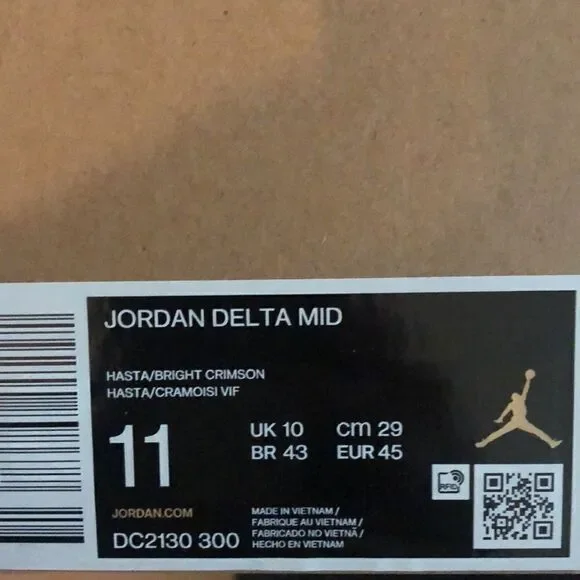 JORDAN DELTA MID
HASTA/BRIGHT CRIMSON
HASTA/CRAMOISI VIF
11
UK 10 cm 29
BR 43 EUR 45
RFID
JORDAN.COM
DC2130 300
MADE IN VIETNAM /
FABRIQUE AU VIETNAM /
FABRICADO NO VIETNÃ /
HECHO EN VIETNAM